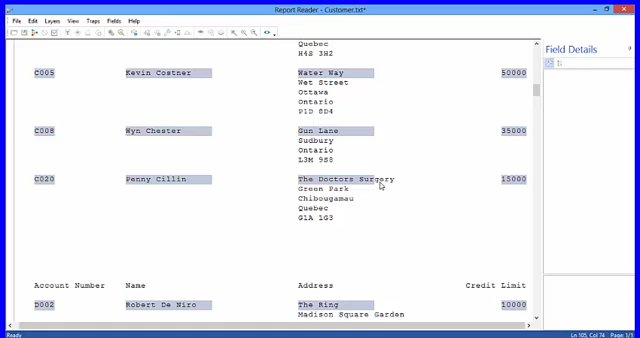 Report Reader - Customer.txt*
File Edit Layers View Traps Fields Help
Field Details
Quebec
H4S 3H2
C005 Kevin Costner Water Way 50000
Wet Street
Ottawa
Ontario
P1D 8D4
C008 Wyn Chester Gun Lane 35000
Sudbury
Ontario
L3M 9S8
C020 Penny Cillin The Doctors Surgery 15000
Green Park
Chibougamau
Quebec
G1A 1G3
Account Number Name Address Credit Limit
D002 Robert De Niro The Ring 10000
Madison Square Garden
Ready Ln 105, Col 74 Page 1/1